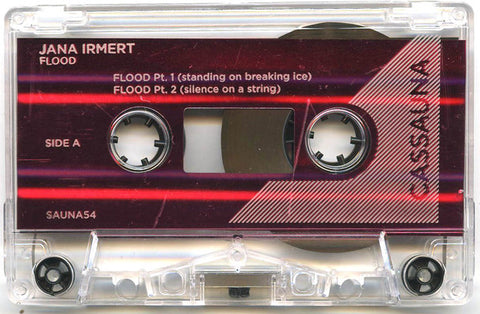 JANA IRMERT
FLOOD
FLOOD Pt. 1 (standing on breaking ice)
FLOOD Pt. 2 (silence on a string)
SIDE A
CASSAUNA
SAUNA54